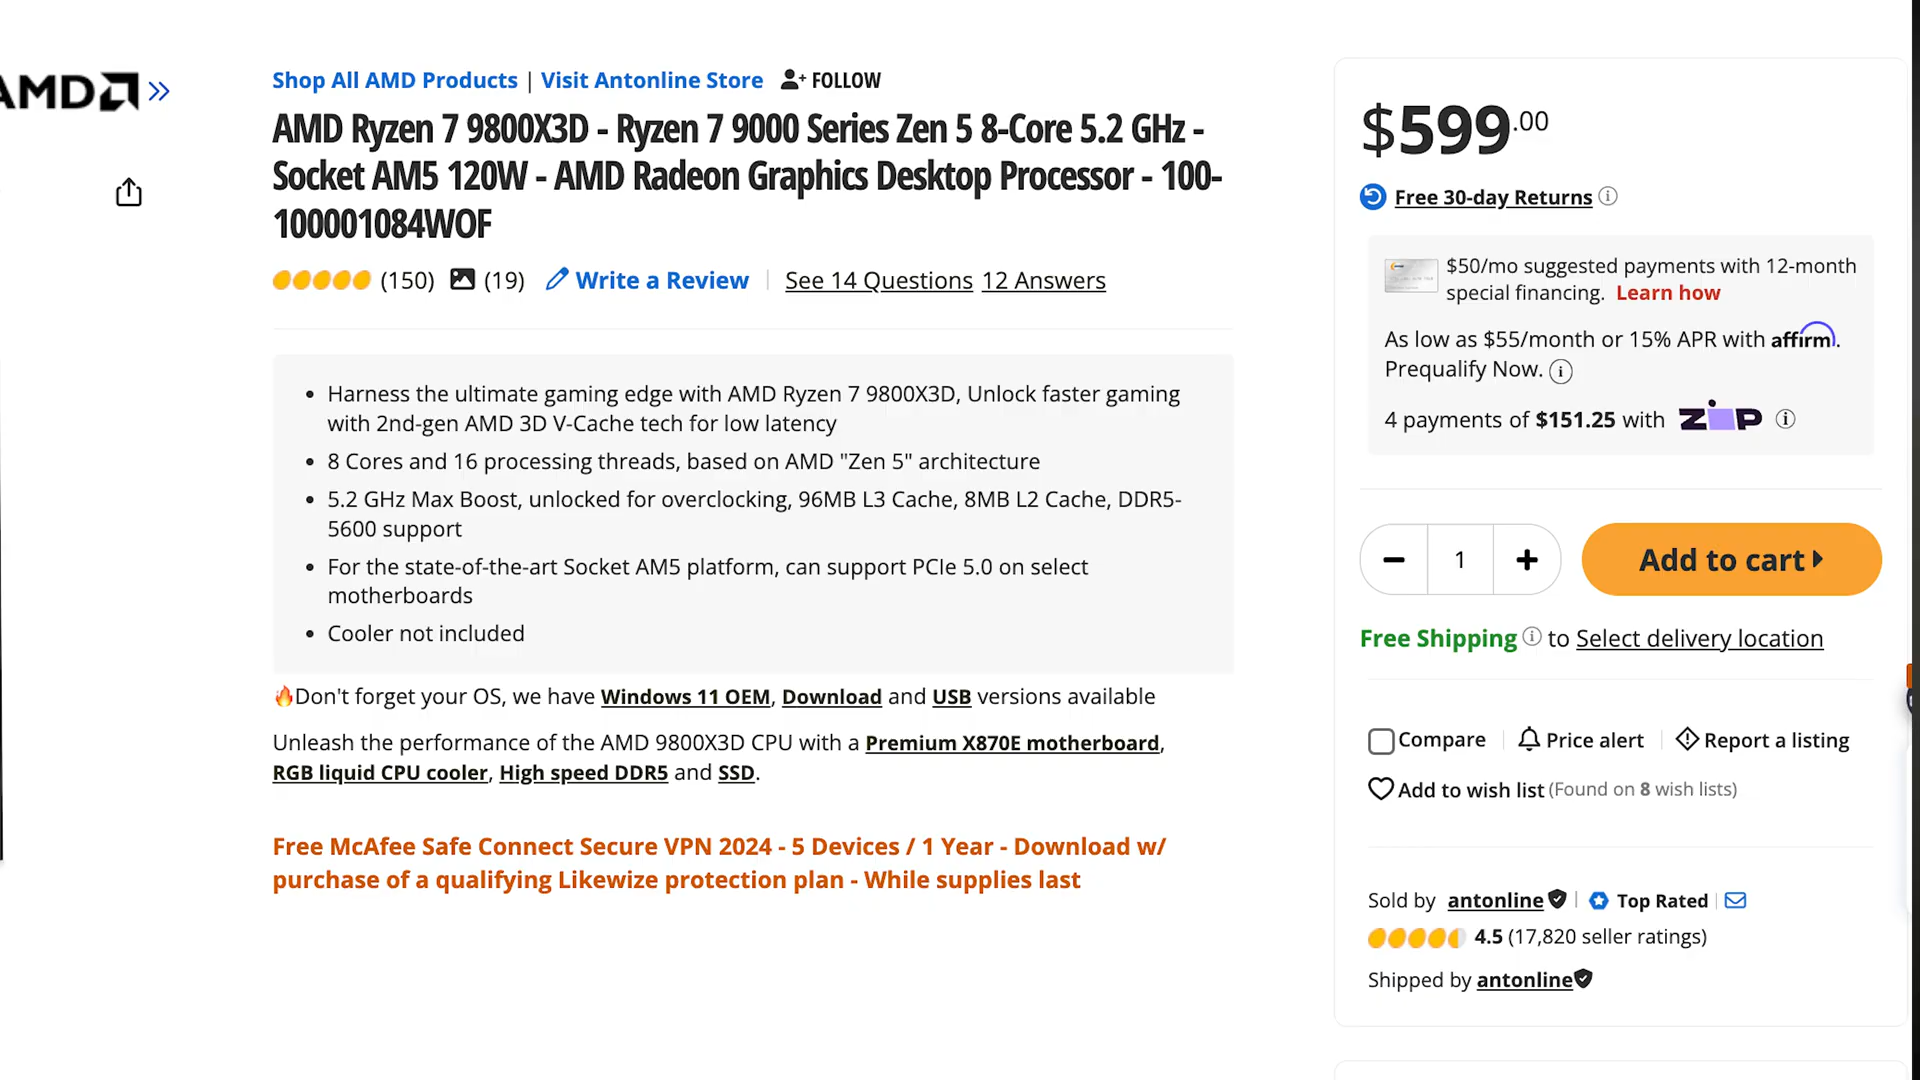 AMD
Shop All AMD Products | Visit Antonline Store FOLLOW
AMD Ryzen 7 9800X3D - Ryzen 7 9000 Series Zen 5 8-Core 5.2 GHz -
Socket AM5 120W - AMD Radeon Graphics Desktop Processor - 100-
100001084WOF
(150) (19) Write a Review See 14 Questions 12 Answers
• Harness the ultimate gaming edge with AMD Ryzen 7 9800X3D, Unlock faster gaming
with 2nd-gen AMD 3D V-Cache tech for low latency
• 8 Cores and 16 processing threads, based on AMD "Zen 5" architecture
• 5.2 GHz Max Boost, unlocked for overclocking, 96MB L3 Cache, 8MB L2 Cache, DDR5-
5600 support
• For the state-of-the-art Socket AM5 platform, can support PCIe 5.0 on select
motherboards
• Cooler not included
🔥Don't forget your OS, we have Windows 11 OEM, Download and USB versions available
Unleash the performance of the AMD 9800X3D CPU with a Premium X870E motherboard,
RGB liquid CPU cooler, High speed DDR5 and SSD.
Free McAfee Safe Connect Secure VPN 2024 - 5 Devices / 1 Year - Download w/
purchase of a qualifying Likewize protection plan - While supplies last
$599.00
Free 30-day Returns
$50/mo suggested payments with 12-month
special financing. Learn how
As low as $55/month or 15% APR with affirm.
Prequalify Now.
4 payments of $151.25 with ZIP
1
Add to cart
Free Shipping to Select delivery location
Compare Price alert Report a listing
Add to wish list (Found on 8 wish lists)
Sold by antonline Top Rated
4.5 (17,820 seller ratings)
Shipped by antonline